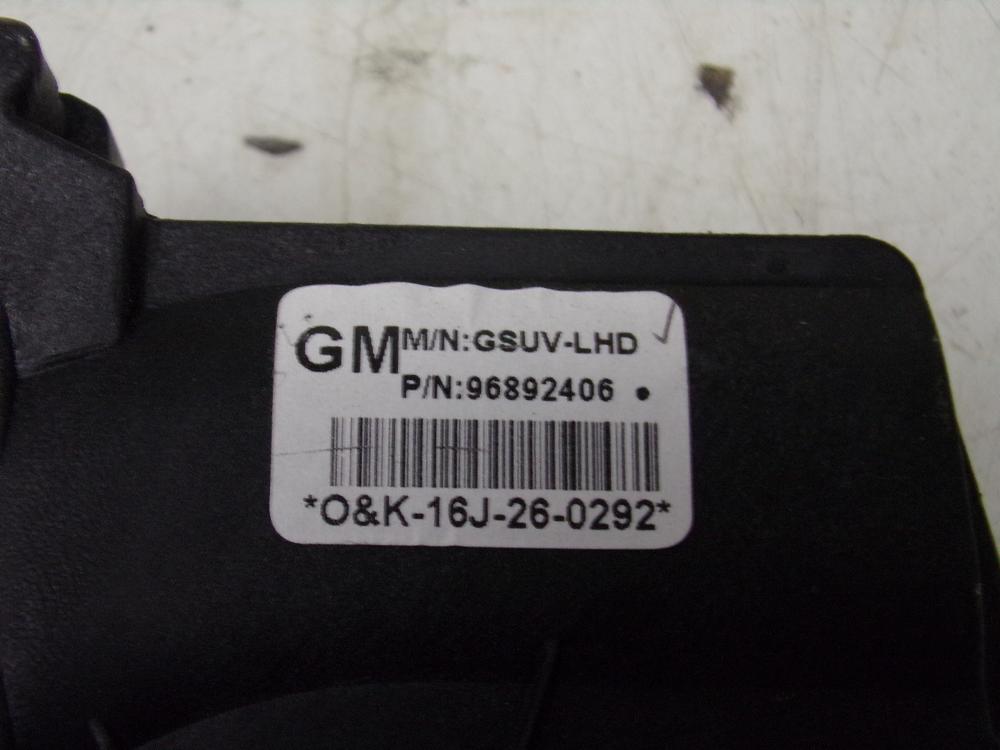 GM M/N:GSUV-LHD
P/N:96892406 •
*O&K-16J-26-0292*